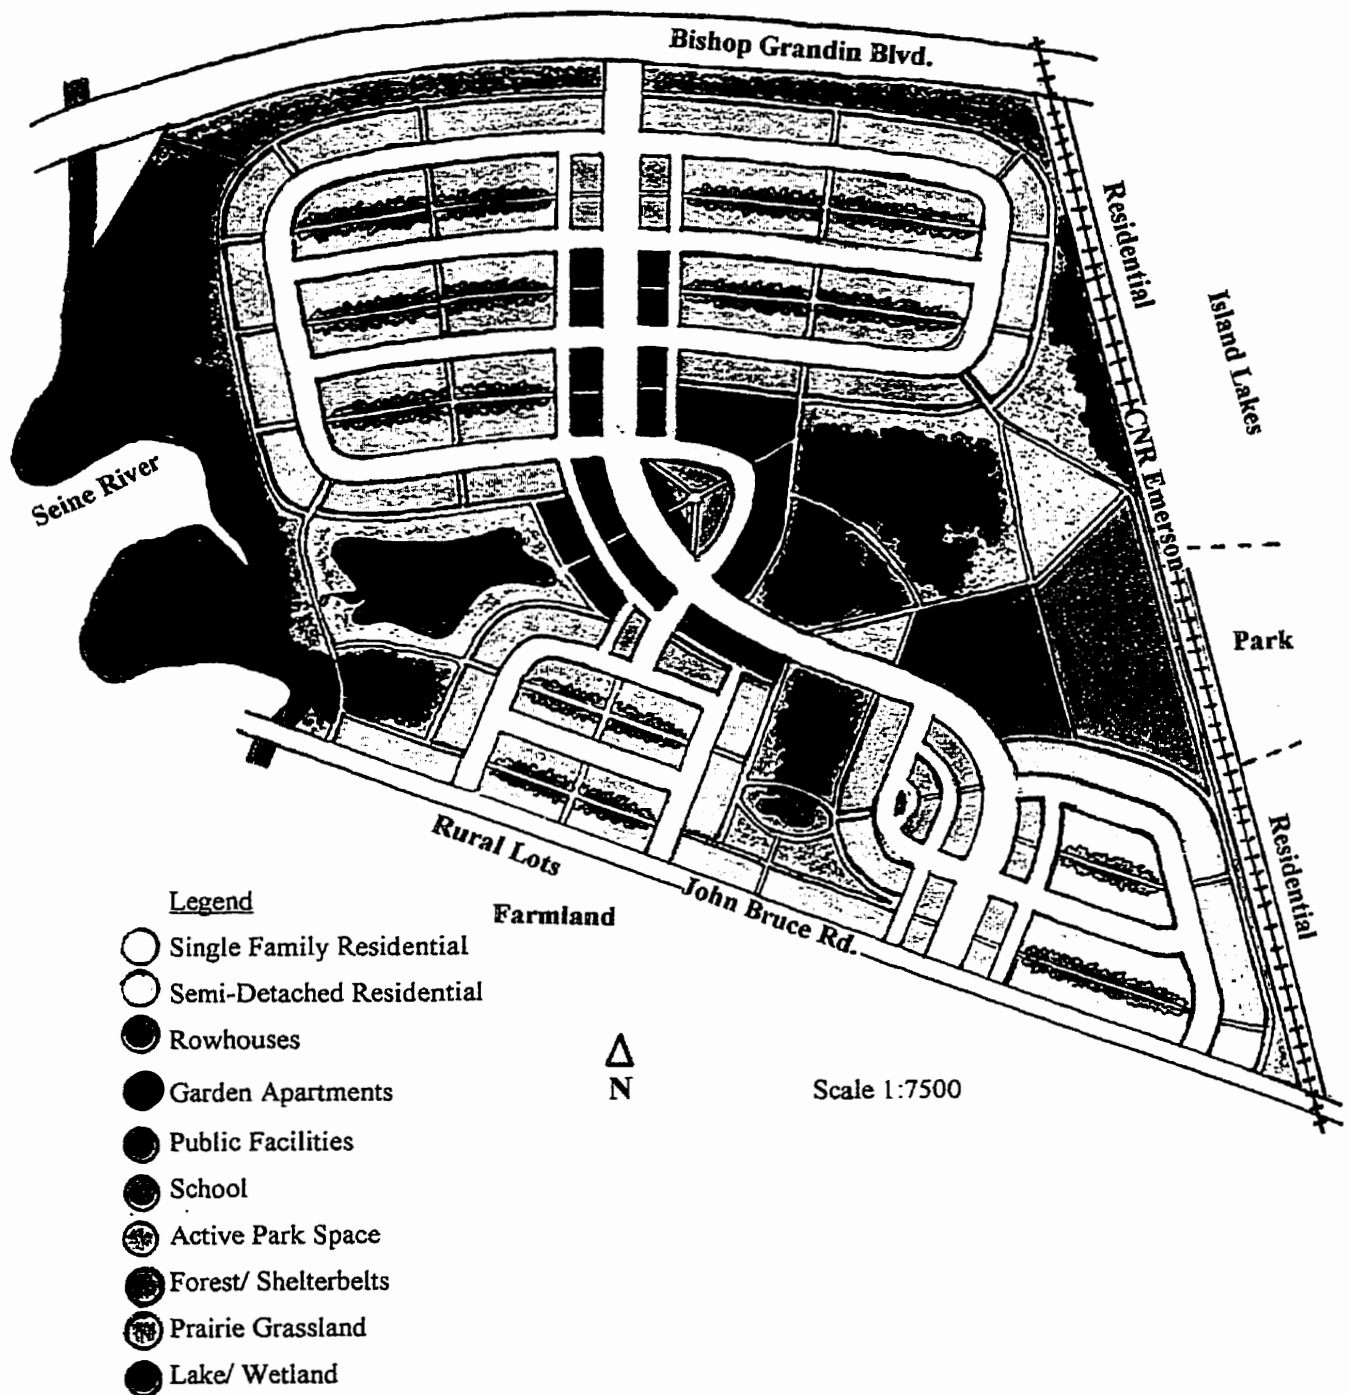 Bishop Grandin Blvd.
Residential
Island Lakes
CNR Emerson
Seine River
Park
Residential
Rural Lots
John Bruce Rd.
Farmland
Legend
Single Family Residential
Semi-Detached Residential
Rowhouses
Garden Apartments
Public Facilities
School
Active Park Space
Forest/ Shelterbelts
Prairie Grassland
Lake/ Wetland
N
Scale 1:7500